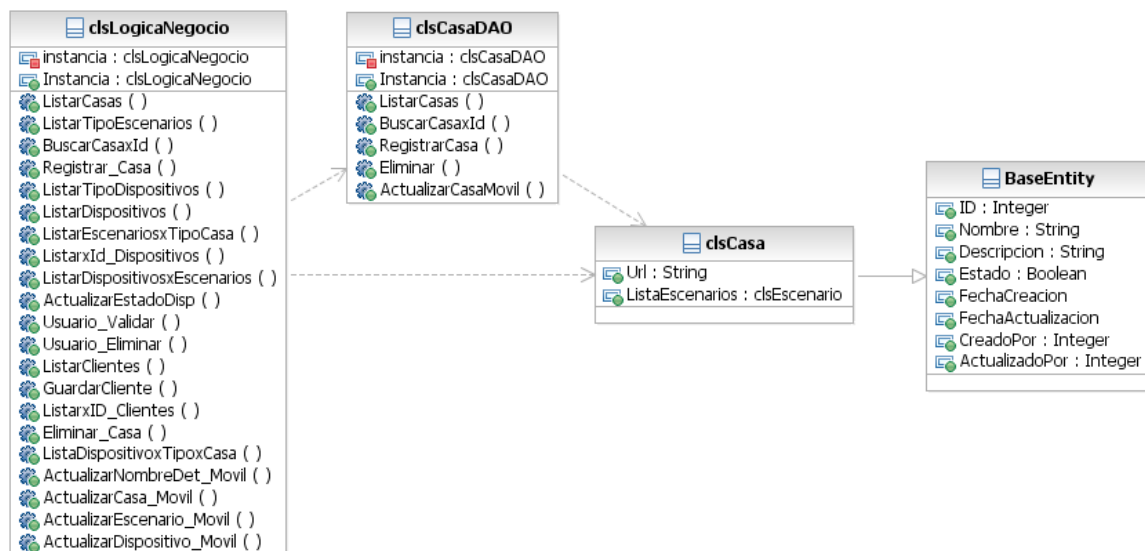 clsLogicaNegocio
instancia : clsLogicaNegocio
Instancia : clsLogicaNegocio
ListarCasas ( )
ListarTipoEscenarios ( )
BuscarCasaxId ( )
Registrar_Casa ( )
ListarTipoDispositivos ( )
ListarDispositivos ( )
ListarEscenariosxTipoCasa ( )
ListarxId_Dispositivos ( )
ListarDispositivosxEscenarios ( )
ActualizarEstadoDisp ( )
Usuario_Validar ( )
Usuario_Eliminar ( )
ListarClientes ( )
GuardarCliente ( )
ListarxID_Clientes ( )
Eliminar_Casa ( )
ListaDispositivoxTipoxCasa ( )
ActualizarNombreDet_Movil ( )
ActualizarCasa_Movil ( )
ActualizarEscenario_Movil ( )
ActualizarDispositivo_Movil ( )
clsCasaDAO
instancia : clsCasaDAO
Instancia : clsCasaDAO
ListarCasas ( )
BuscarCasaxId ( )
RegistrarCasa ( )
Eliminar ( )
ActualizarCasaMovil ( )
clsCasa
Url : String
ListaEscenarios : clsEscenario
BaseEntity
ID : Integer
Nombre : String
Descripcion : String
Estado : Boolean
FechaCreacion
FechaActualizacion
CreadoPor : Integer
ActualizadoPor : Integer